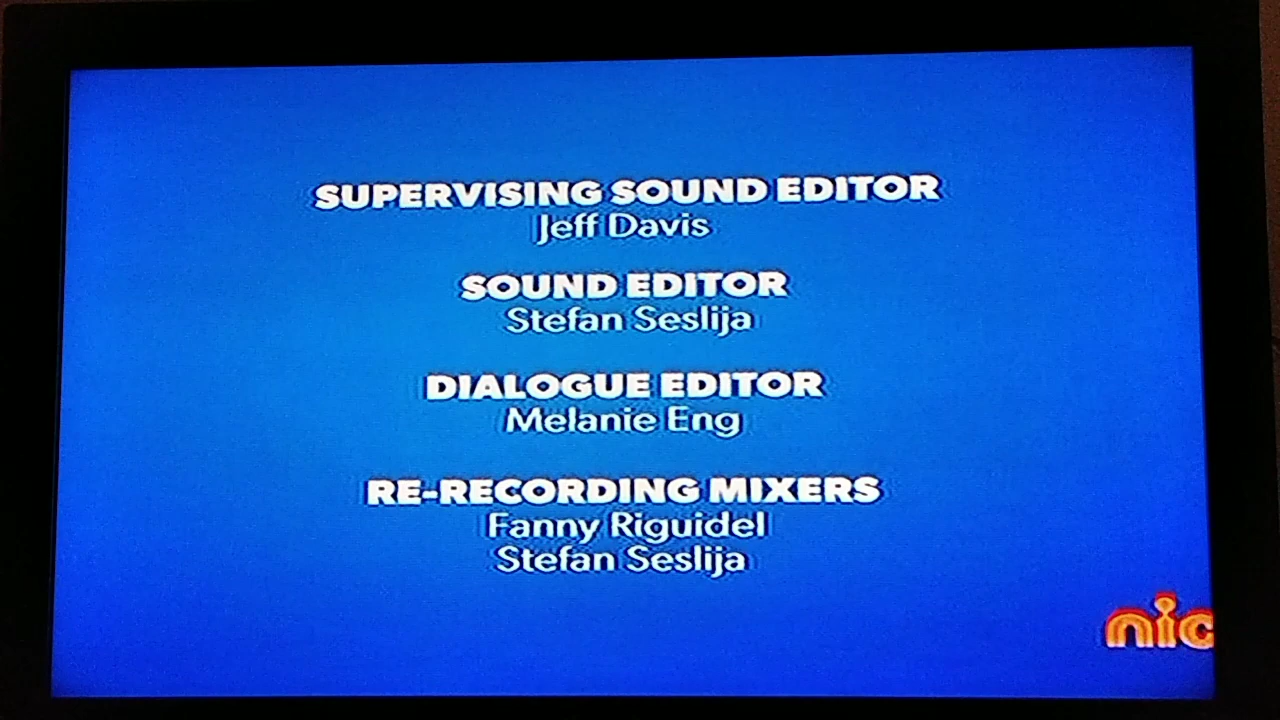 SUPERVISING SOUND EDITOR
Jeff Davis
SOUND EDITOR
Stefan Seslija
DIALOGUE EDITOR
Melanie Eng
RE-RECORDING MIXERS
Fanny Riguidel
Stefan Seslija
nic